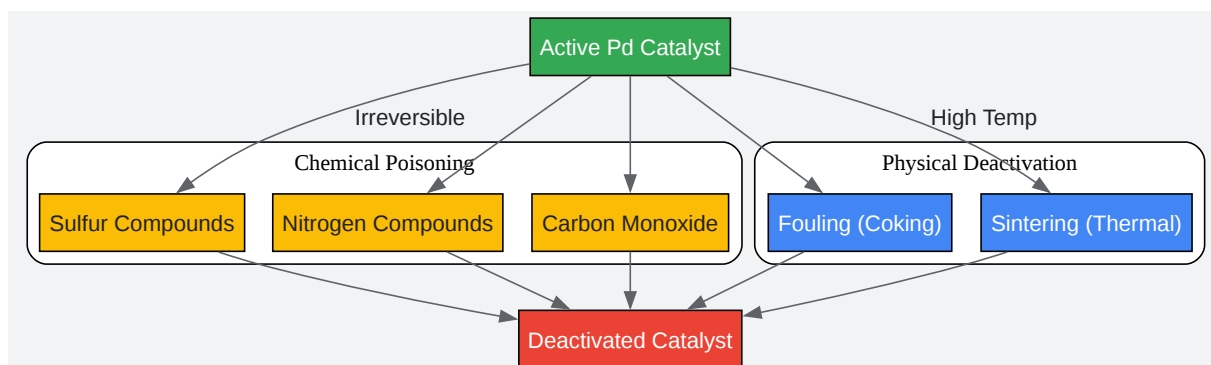 Active Pd Catalyst
Irreversible
High Temp
Chemical Poisoning
Physical Deactivation
Sulfur Compounds
Nitrogen Compounds
Carbon Monoxide
Fouling (Coking)
Sintering (Thermal)
Deactivated Catalyst